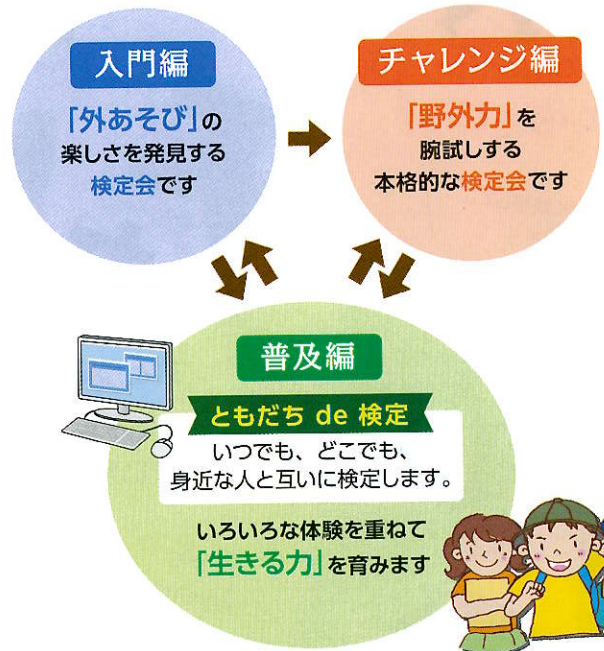 入門編
「外あそび」の
楽しさを発見する
検定会です
チャレンジ編
「野外力」を
腕試しする
本格的な検定会です
普及編
ともだち de 検定
いつでも、どこでも、
身近な人と互いに検定します。
いろいろな体験を重ねて
「生きる力」を育みます